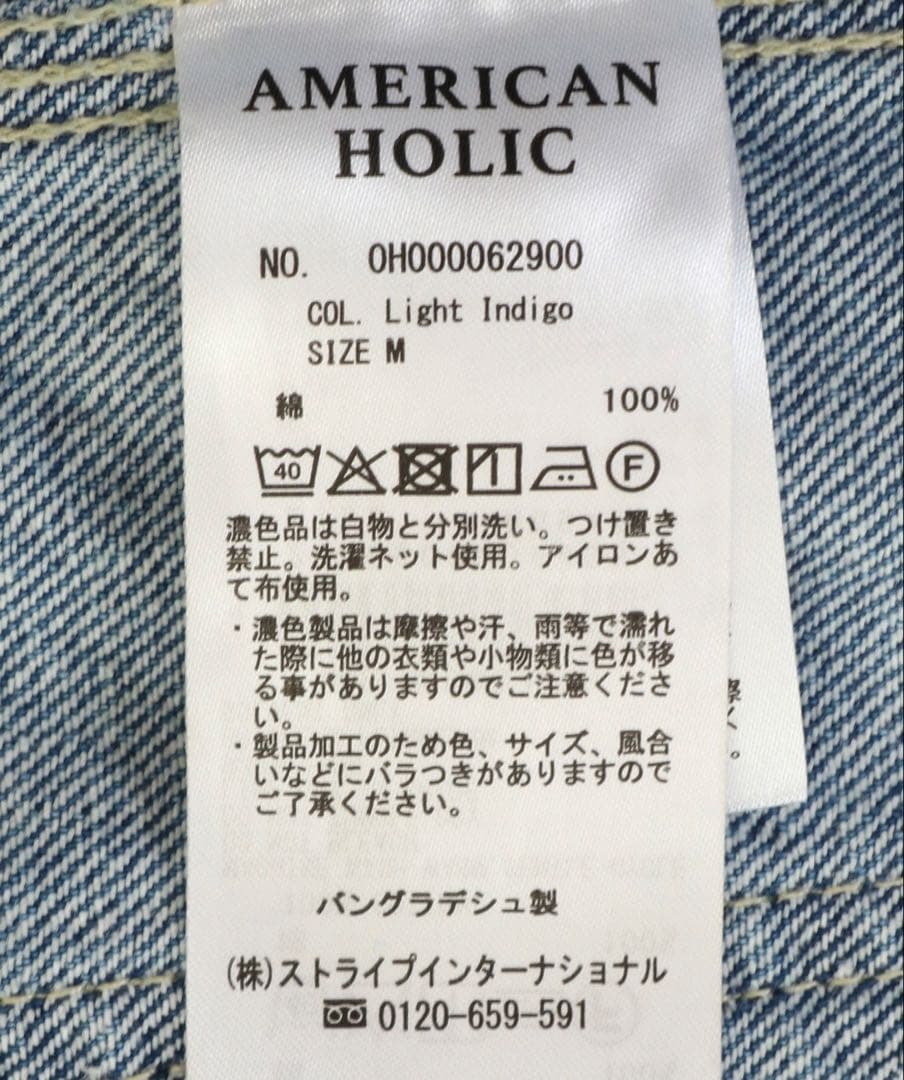 AMERICAN
HOLIC
NO. 0H000062900
COL. Light Indigo
SIZE M
綿 100%
40 F
濃色品は白物と分別洗い。つけ置き
禁止。洗濯ネット使用。アイロンあ
て布使用。
・濃色製品は摩擦や汗、雨等で濡れ
た際に他の衣類や小物類に色が移
る事がありますのでご注意くださ
い。
・製品加工のため色、サイズ、風合
いなどにバラつきがありますので
ご了承ください。
バングラデシュ製
(株)ストライプインターナショナル
0120-659-591